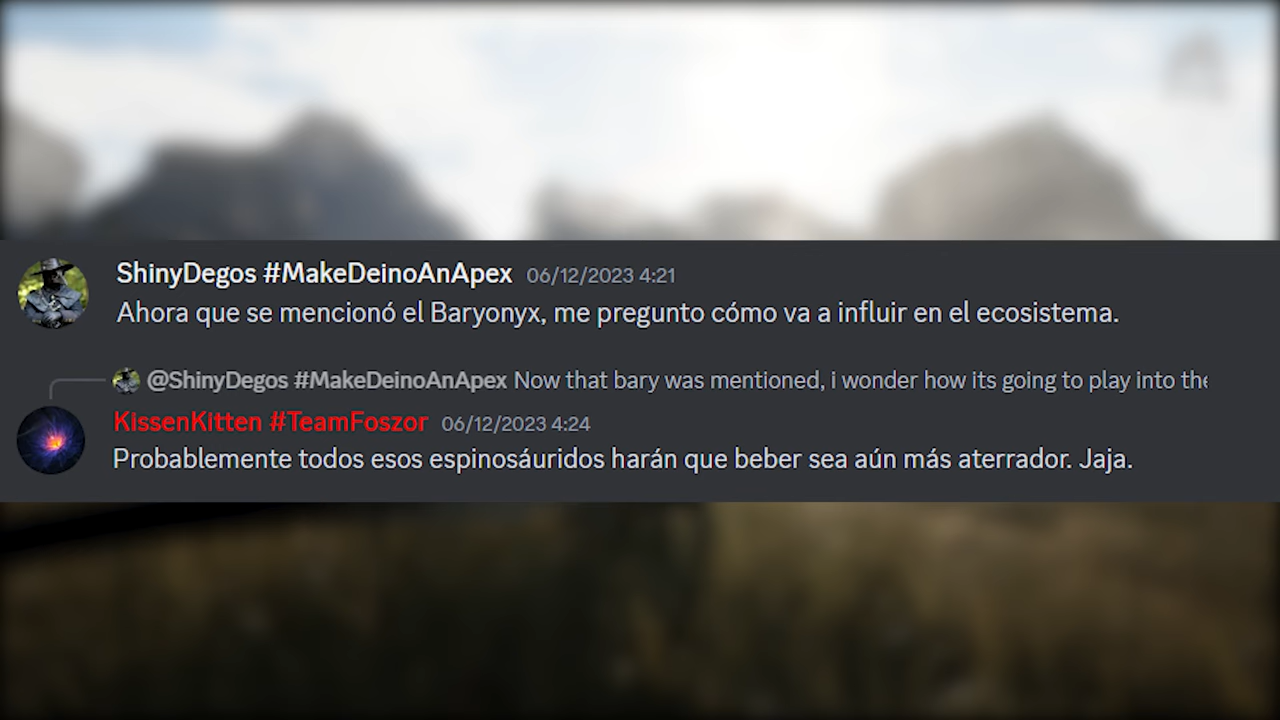 ShinyDegos #MakeDeinoAnApex 06/12/2023 4:21
Ahora que se mencionó el Baryonyx, me pregunto cómo va a influir en el ecosistema.
@ShinyDegos #MakeDeinoAnApex Now that bary was mentioned, i wonder how its going to play into the
KissenKitten #TeamFoszor 06/12/2023 4:24
Probablemente todos esos espinosáuridos harán que beber sea aún más aterrador. Jaja.